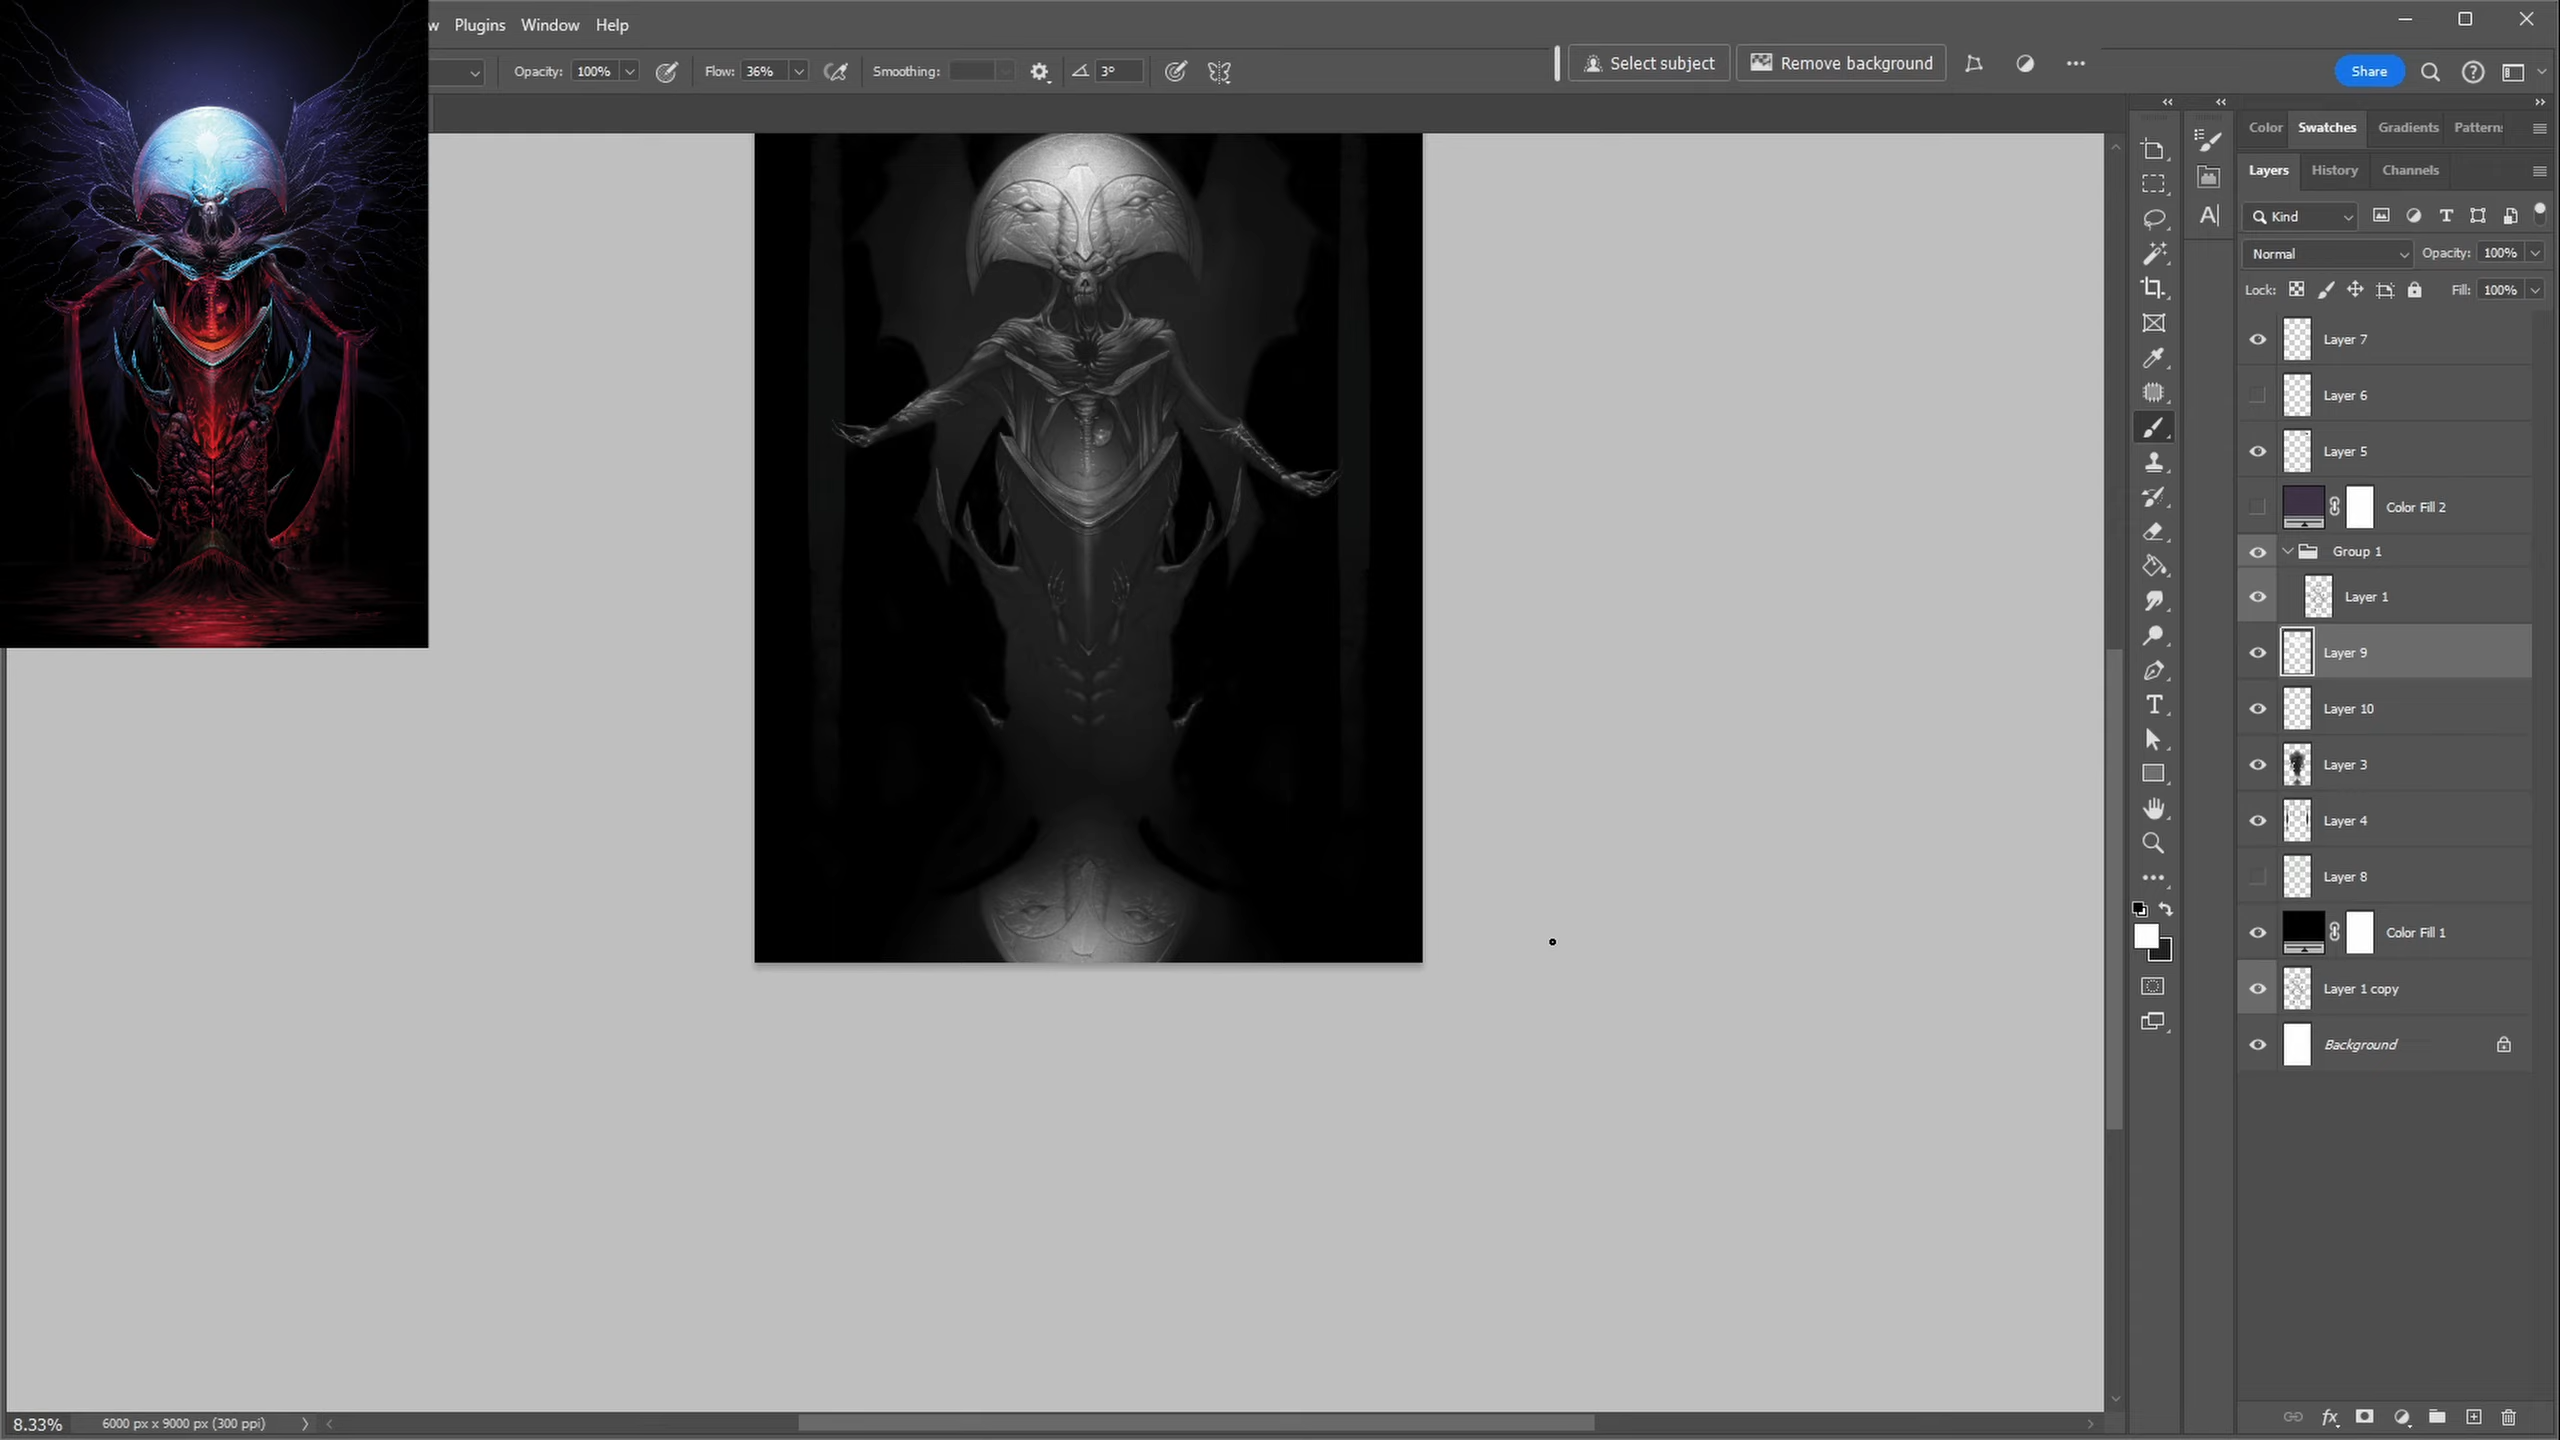 w Plugins Window Help
Opacity: 100% Flow: 36% Smoothing: 3° Select subject Remove background Share
Color Swatches Gradients Pattern
Layers History Channels
Kind
Normal Opacity: 100%
Lock: Fill: 100%
Layer 7
Layer 6
Layer 5
Color Fill 2
Group 1
Layer 1
Layer 9
Layer 10
Layer 3
Layer 4
Layer 8
Color Fill 1
Layer 1 copy
Background
8.33% 6000 px x 9000 px (300 ppi)